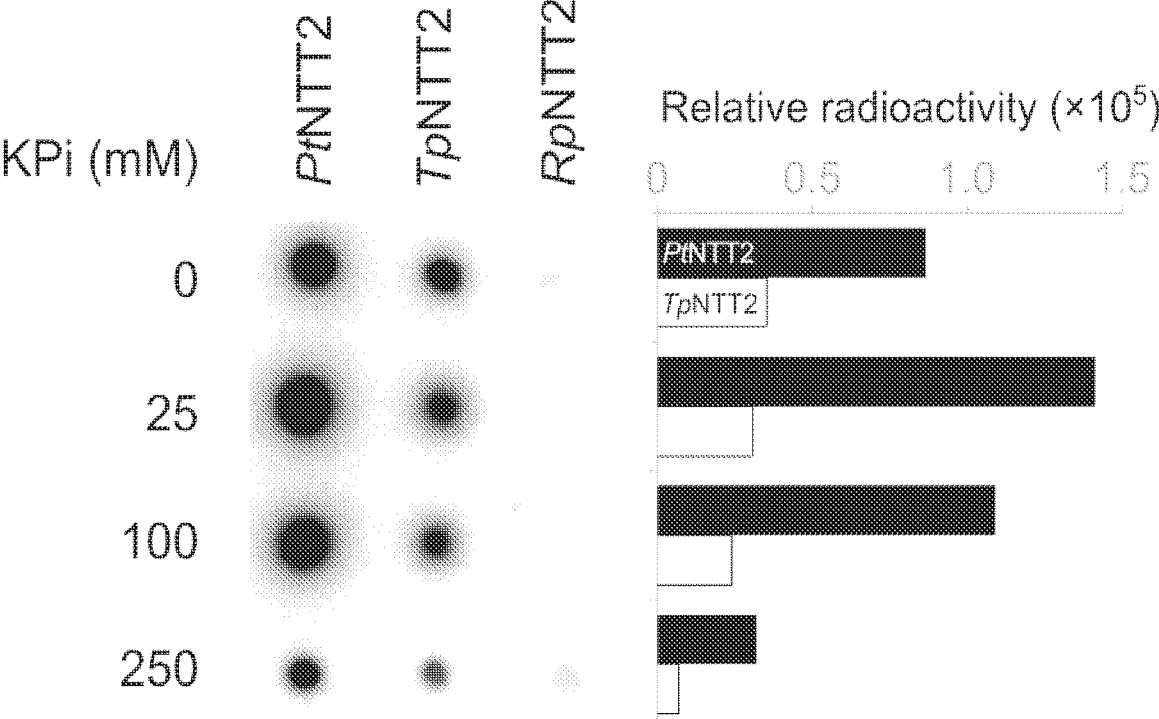 PtNTT2
TpNTT2
RpNTT2
Relative radioactivity (×10⁵)
KPi (mM)
0 0.5 1.0 1.5
0
PtNTT2
TpNTT2
25
100
250